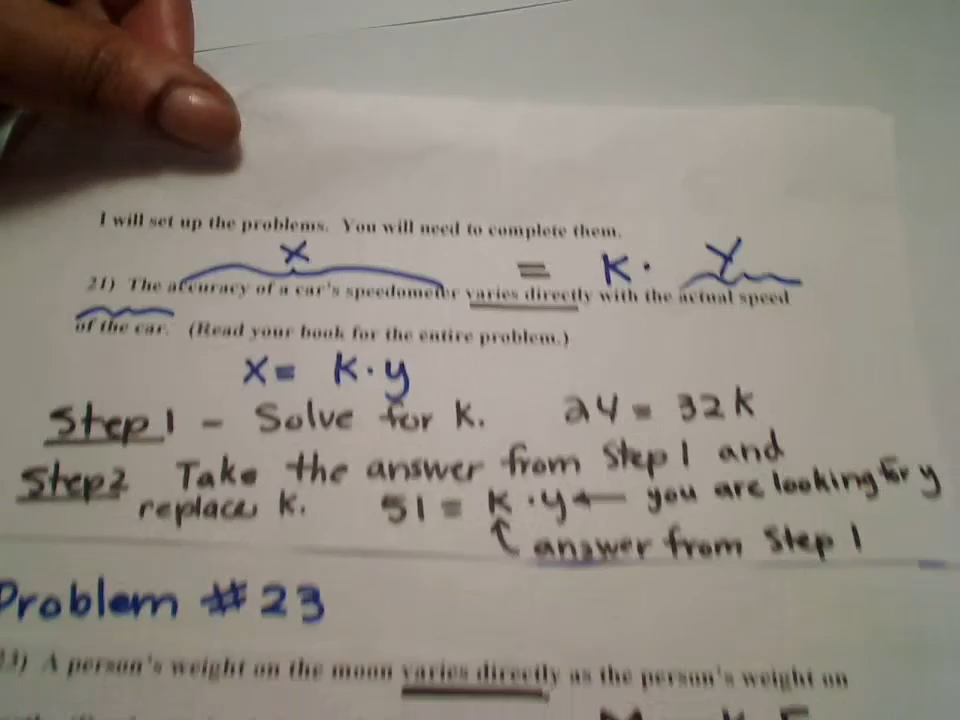 I will set up the problems. You will need to complete them.
X = K. Y
21) The accuracy of a car's speedometer varies directly with the actual speed
of the car. (Read your book for the entire problem.)
X = K.y
Step 1 - Solve for K. 24 = 32K
Step 2 Take the answer from Step 1 and
replace K. 51 = K.y ← you are looking for y
↑ answer from Step 1
Problem #23
3) A person's weight on the moon varies directly as the person's weight on